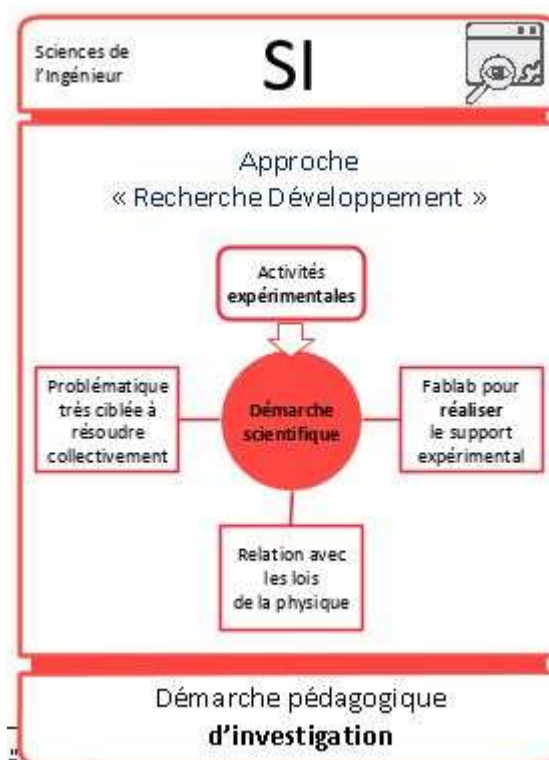 Sciences de
l'Ingénieur
SI
Approche
« Recherche Développement »
Activités
expérimentales
Problématique
très ciblée à
résoudre
collectivement
Démarche
scientifique
Fablab pour
réaliser
le support
expérimental
Relation avec
les lois
de la physique
Démarche pédagogique
d'investigation